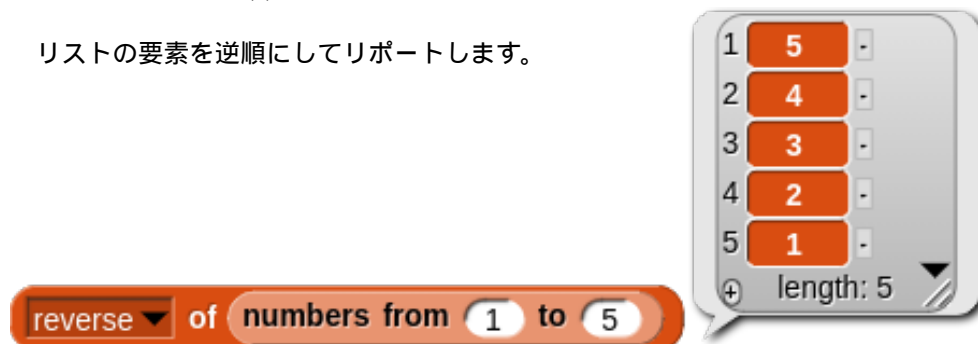 リストの要素を逆順にしてリポートします。
1 5 -
2 4 -
3 3 -
4 2 -
5 1 -
length: 5
reverse of numbers from 1 to 5